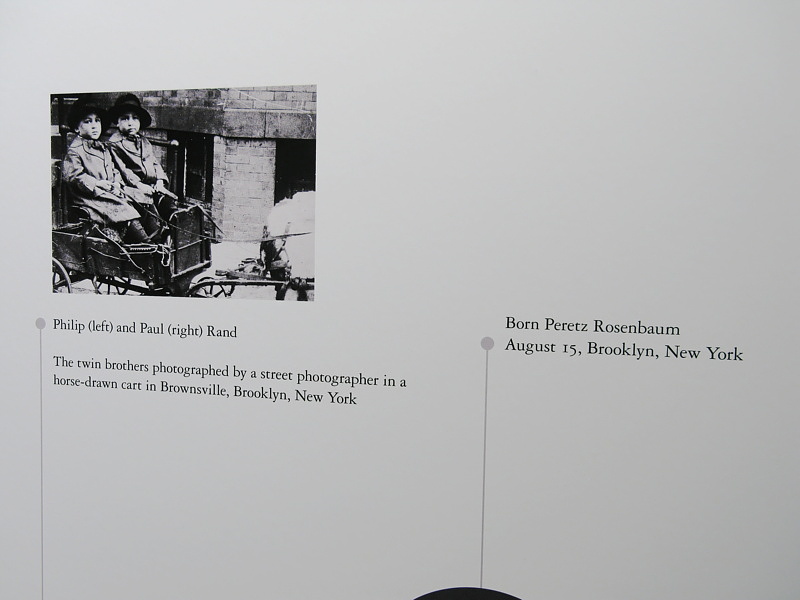 Philip (left) and Paul (right) Rand
The twin brothers photographed by a street photographer in a
horse-drawn cart in Brownsville, Brooklyn, New York
Born Peretz Rosenbaum
August 15, Brooklyn, New York